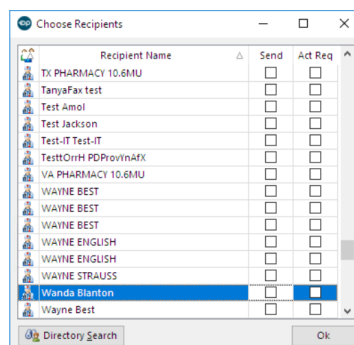 Choose Recipients
Recipient Name Send Act Req
TX PHARMACY 10.6MU
TanyaFax test
Test Amol
Test Jackson
Test-IT Test-IT
TesttOrrH PDProvYnAfX
VA PHARMACY 10.6MU
WAYNE BEST
WAYNE BEST
WAYNE BEST
WAYNE ENGLISH
WAYNE ENGLISH
WAYNE STRAUSS
Wanda Blanton
Wayne Best
Directory Search Ok